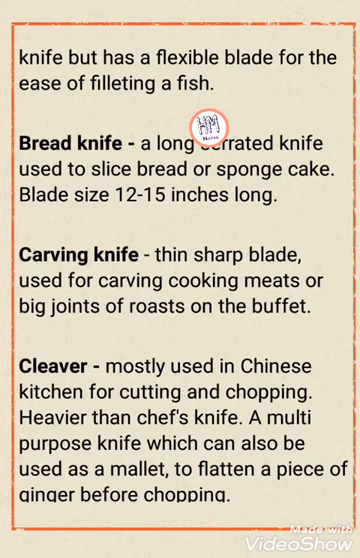 knife but has a flexible blade for the
ease of filleting a fish.
HM
Notes
Bread knife - a long serrated knife
used to slice bread or sponge cake.
Blade size 12-15 inches long.
Carving knife - thin sharp blade,
used for carving cooking meats or
big joints of roasts on the buffet.
Cleaver - mostly used in Chinese
kitchen for cutting and chopping.
Heavier than chef's knife. A multi
purpose knife which can also be
used as a mallet, to flatten a piece of
ginger before chopping.
Made with
VideoShow